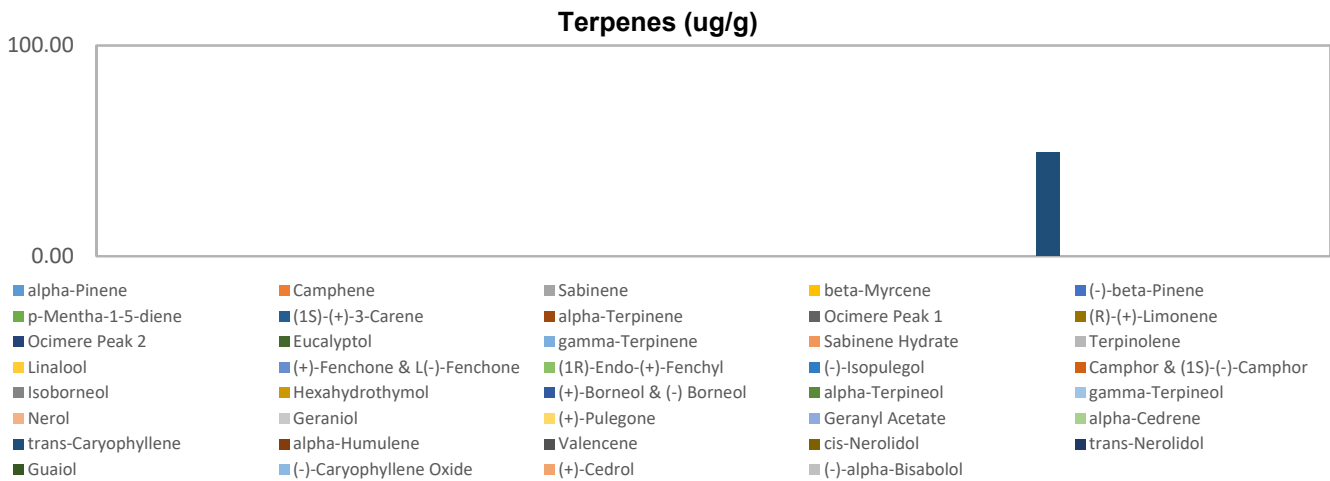 Terpenes (ug/g)
100.00
0.00
alpha-Pinene Camphene Sabinene beta-Myrcene (-)-beta-Pinene
p-Mentha-1-5-diene (1S)-(+)-3-Carene alpha-Terpinene Ocimere Peak 1 (R)-(+)-Limonene
Ocimere Peak 2 Eucalyptol gamma-Terpinene Sabinene Hydrate Terpinolene
Linalool (+)-Fenchone & L(-)-Fenchone (1R)-Endo-(+)-Fenchyl (-)-Isopulegol Camphor & (1S)-(-)-Camphor
Isoborneol Hexahydrothymol (+)-Borneol & (-) Borneol alpha-Terpineol gamma-Terpineol
Nerol Geraniol (+)-Pulegone Geranyl Acetate alpha-Cedrene
trans-Caryophyllene alpha-Humulene Valencene cis-Nerolidol trans-Nerolidol
Guaiol (-)-Caryophyllene Oxide (+)-Cedrol (-)-alpha-Bisabolol